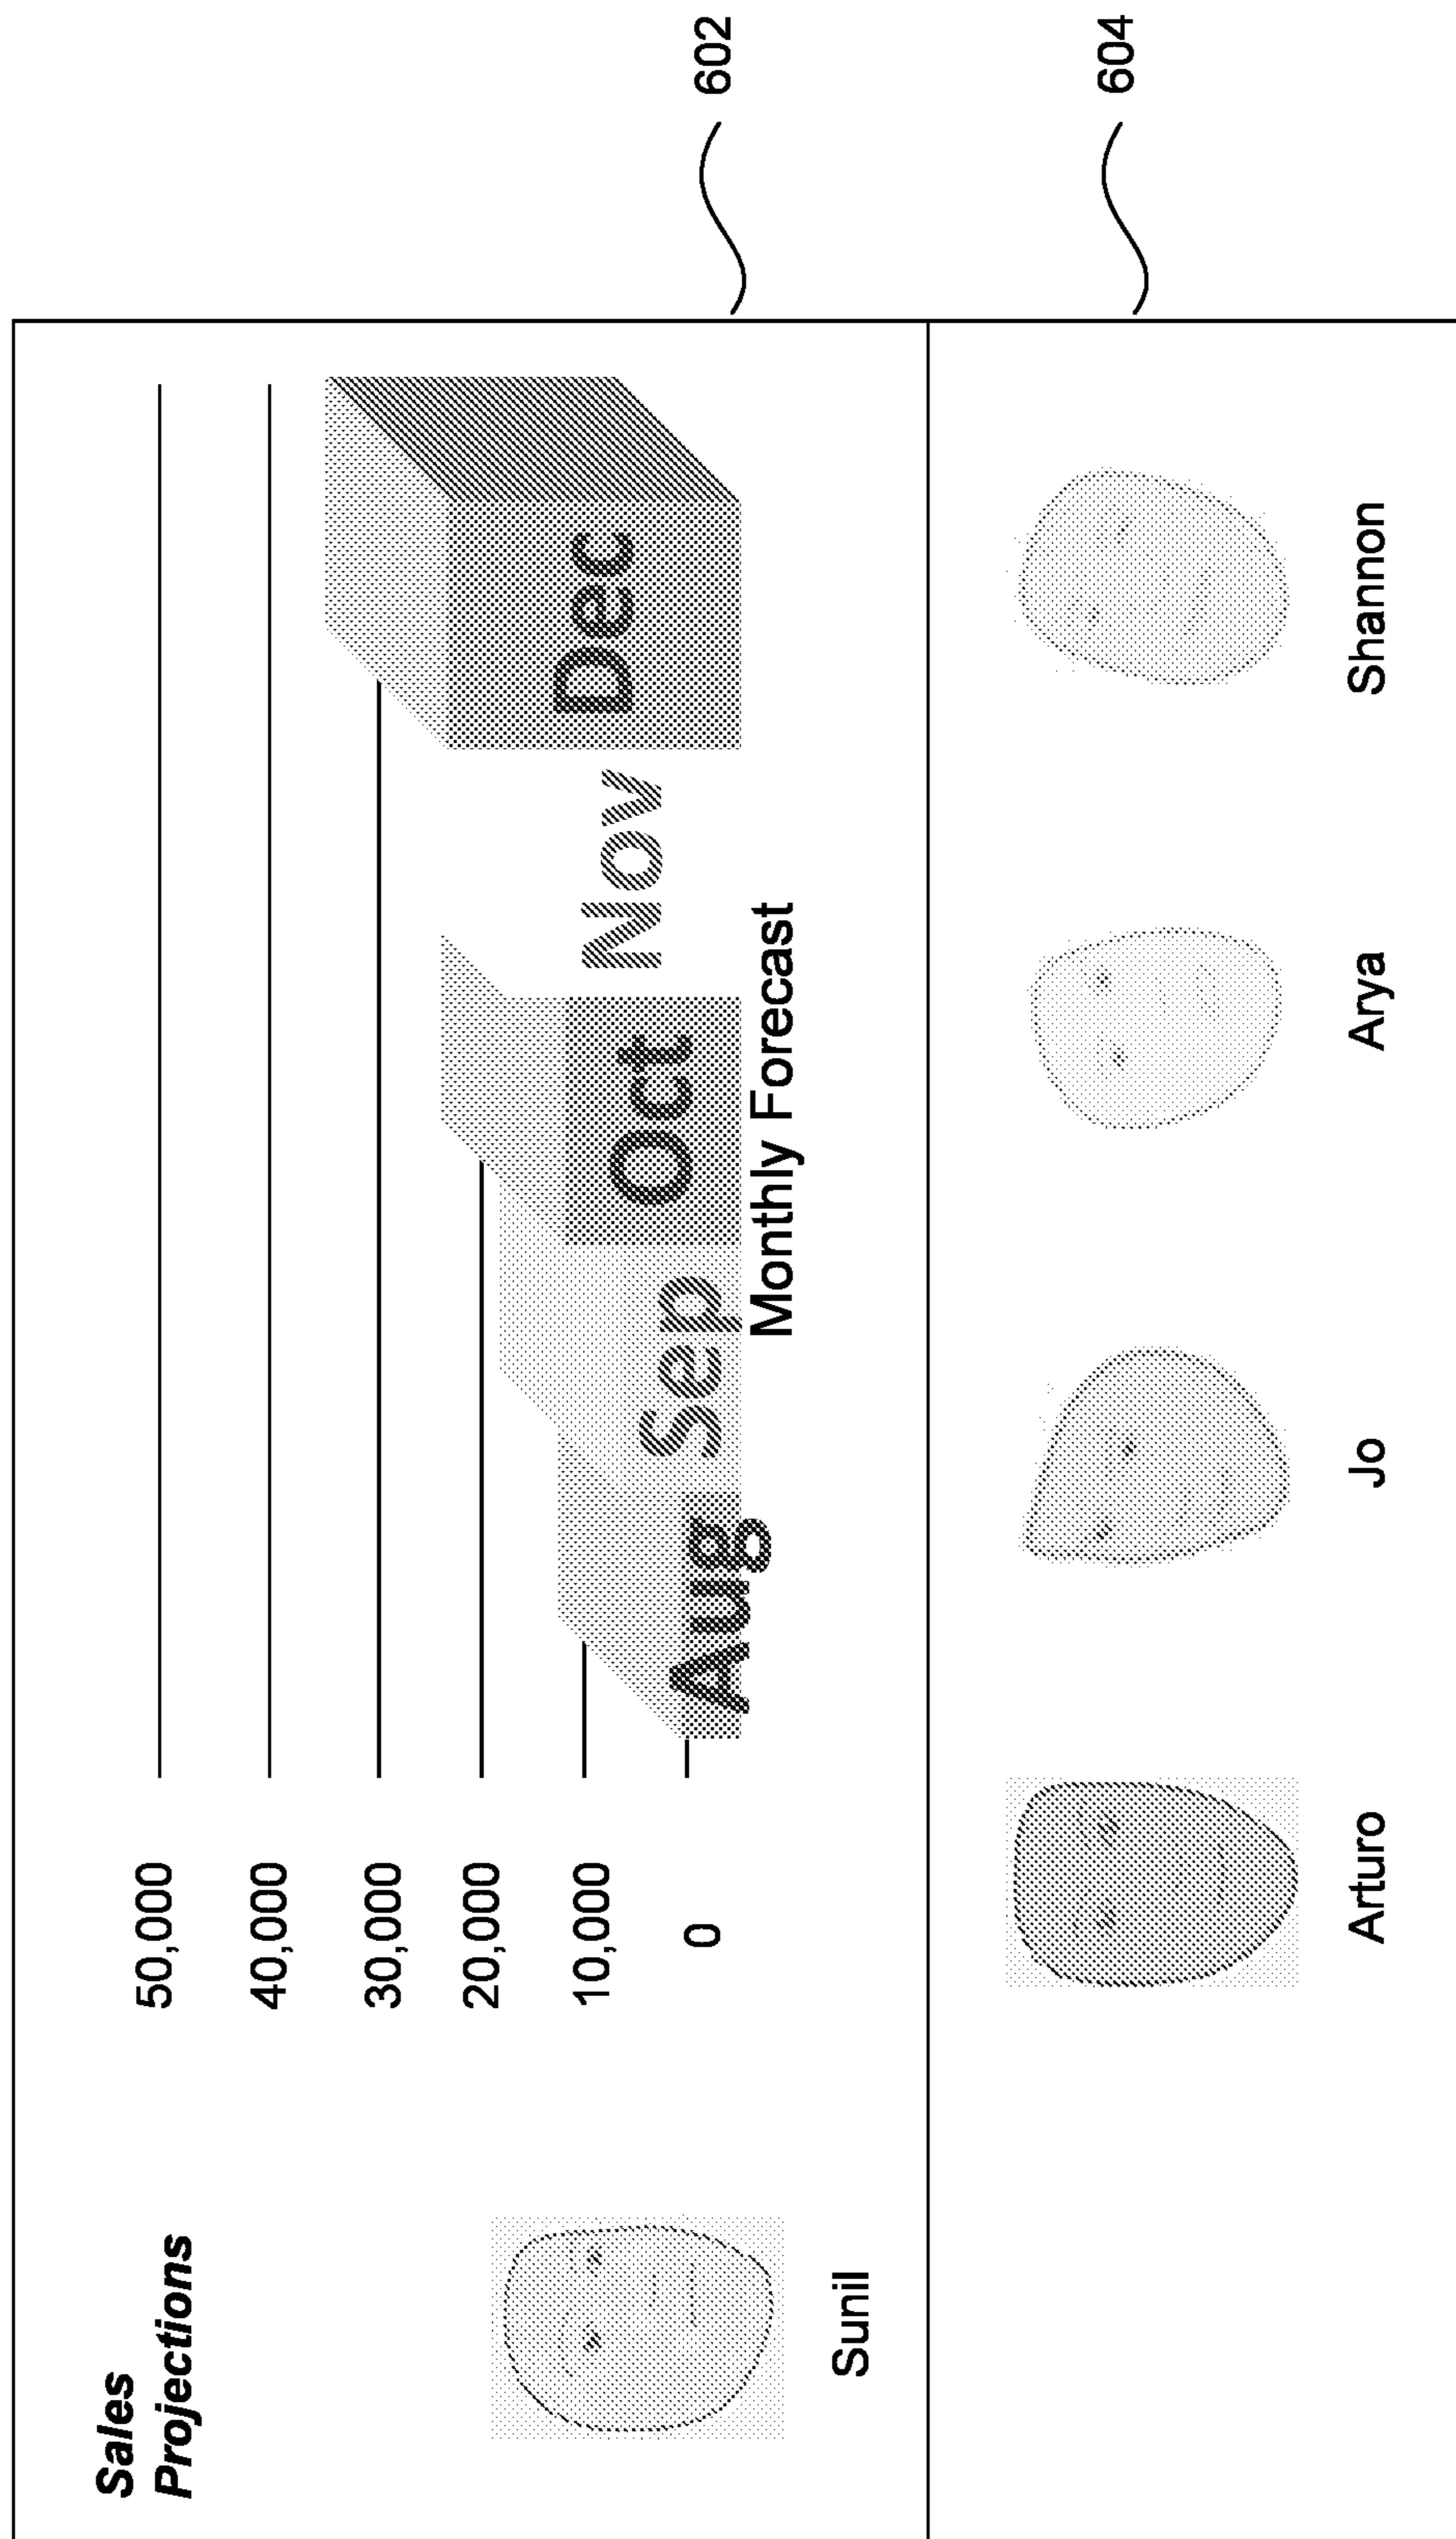 Sales
Projections
50,000
40,000
30,000
20,000
10,000
0
Aug
Sep
Oct
Nov
Dec
Monthly Forecast
602
Sunil
604
Arturo
Jo
Arya
Shannon